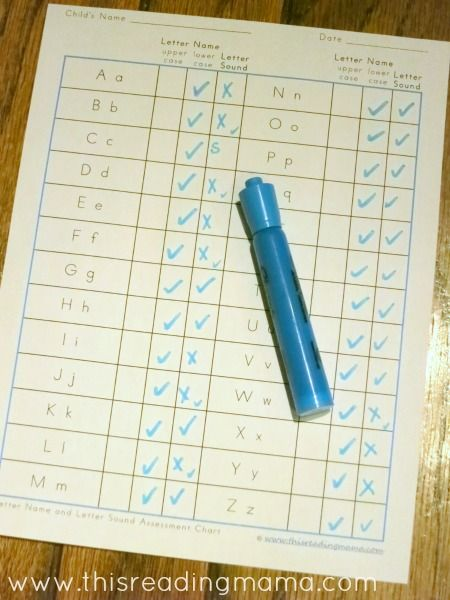 Child's Name
Date
Letter Name
upper case
lower case
Letter Sound
Letter Name
upper case
lower case
Letter Sound
A a
B b
C c S
D d
E e
F f
G g
H h
I i
J j
K k
L l
M m
N n
O o
P p
q
T
U
V v
W w
X x
Y y
Z z
Letter Name and Letter Sound Assessment Chart
© www.thisreadingmama.com
www.thisreadingmama.com